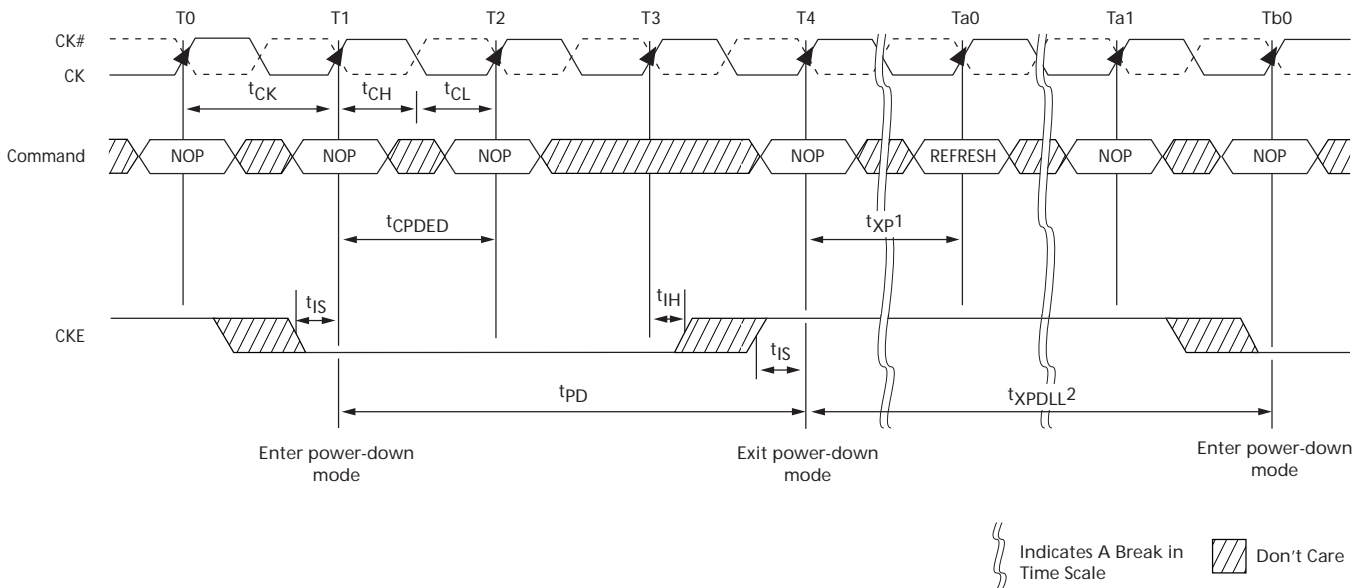 T0 T1 T2 T3 T4 Ta0 Ta1 Tb0
CK#
CK
tCK tCH tCL
Command NOP NOP NOP NOP REFRESH NOP NOP
tCPDED tXP1
tIS tIH
CKE
tIS
tPD tXPDLL2
Enter power-down
mode
Exit power-down
mode
Enter power-down
mode
Indicates A Break in
Time Scale
Don't Care